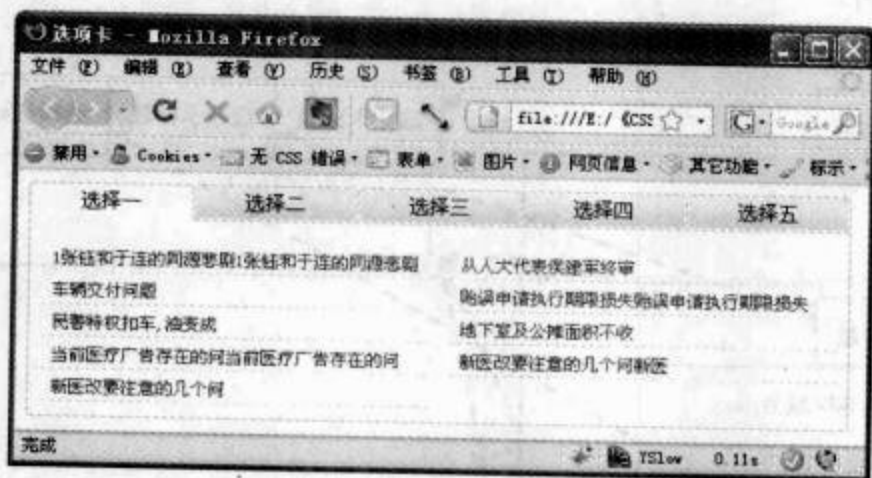 选项卡 - Mozilla Firefox
文件 (F) 编辑 (E) 查看 (V) 历史 (S) 书签 (B) 工具 (T) 帮助 (H)
file:///E:/《CSS Google
禁用 Cookies 无 CSS 错误 表单 图片 网页信息 其它功能 标示
选择一 选择二 选择三 选择四 选择五
1张钰和于连的同源悲剧1张钰和于连的同源悲剧
车辆交付问题
民警特权扣车,油变成
当前医疗广告存在的问当前医疗广告存在的问
新医改要注意的几个问
从人大代表侯建军终审
贻误申请执行期限损失贻误申请执行期限损失
地下室及公摊面积不收
新医改要注意的几个问新医
完成 YSlow 0.11s